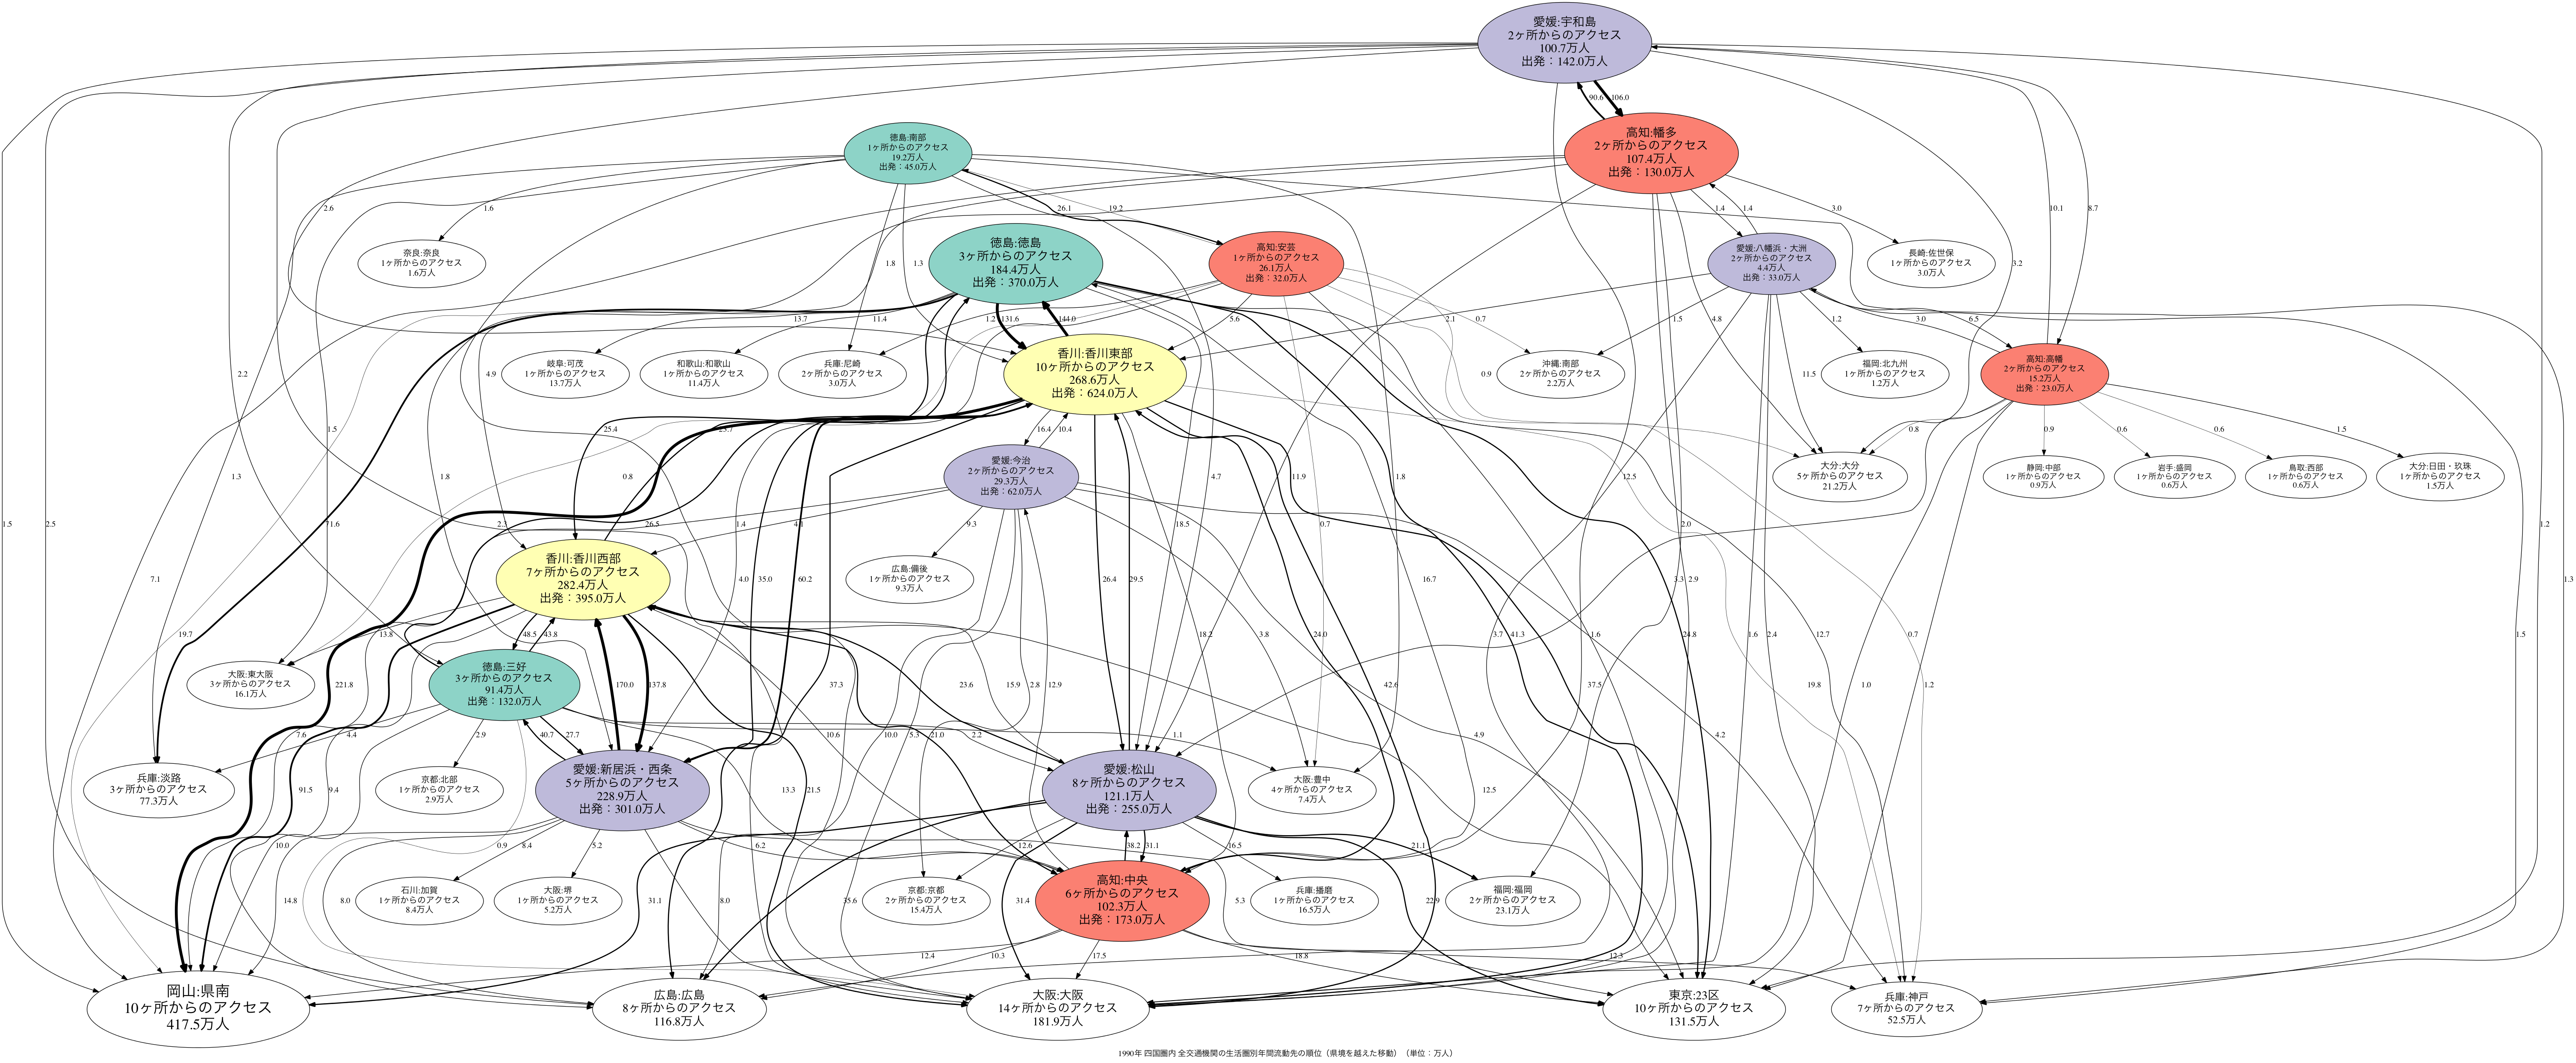 愛媛:宇和島
2ヶ所からのアクセス
100.7万人
出発：142.0万人
90.6
106.0
徳島:南部
1ヶ所からのアクセス
19.2万人
出発：45.0万人
高知:幡多
2ヶ所からのアクセス
107.4万人
出発：130.0万人
2.6
1.6
26.1
19.2
1.4
1.4
3.0
10.1
8.7
奈良:奈良
1ヶ所からのアクセス
1.6万人
徳島:徳島
3ヶ所からのアクセス
184.4万人
出発：370.0万人
高知:安芸
1ヶ所からのアクセス
26.1万人
出発：32.0万人
愛媛:八幡浜・大洲
2ヶ所からのアクセス
4.4万人
出発：33.0万人
長崎:佐世保
1ヶ所からのアクセス
3.0万人
1.8
1.3
3.2
13.7
11.4
1.2
131.6
144.0
5.6
0.7
2.1
1.5
4.8
1.2
3.0
6.5
岐阜:可茂
1ヶ所からのアクセス
13.7万人
和歌山:和歌山
1ヶ所からのアクセス
11.4万人
兵庫:尼崎
2ヶ所からのアクセス
3.0万人
香川:香川東部
10ヶ所からのアクセス
268.6万人
出発：624.0万人
沖縄:南部
2ヶ所からのアクセス
2.2万人
福岡:北九州
1ヶ所からのアクセス
1.2万人
高知:高幡
2ヶ所からのアクセス
15.2万人
出発：23.0万人
2.2
4.9
0.9
11.5
1.5
25.4
16.4
10.4
0.8
0.9
0.6
0.6
1.5
愛媛:今治
2ヶ所からのアクセス
29.3万人
出発：62.0万人
大分:大分
5ヶ所からのアクセス
21.2万人
静岡:中部
1ヶ所からのアクセス
0.9万人
岩手:盛岡
1ヶ所からのアクセス
0.6万人
鳥取:西部
1ヶ所からのアクセス
0.6万人
大分:日田・玖珠
1ヶ所からのアクセス
1.5万人
1.3
1.8
0.8
4.7
11.9
1.8
12.5
1.5
2.5
71.6
26.5
1.4
4.1
9.3
18.5
0.7
2.0
1.2
香川:香川西部
7ヶ所からのアクセス
282.4万人
出発：395.0万人
広島:備後
1ヶ所からのアクセス
9.3万人
7.1
4.0
35.0
60.2
26.4
29.5
16.7
2.9
1.3
19.7
13.8
48.5
43.8
18.2
3.8
24.0
3.7
41.3
1.6
24.8
1.6
2.4
12.7
0.7
1.5
大阪:東大阪
3ヶ所からのアクセス
16.1万人
徳島:三好
3ヶ所からのアクセス
91.4万人
出発：132.0万人
221.8
170.0
137.8
37.3
23.6
15.9
2.8
12.9
42.6
37.5
19.8
1.0
1.2
7.6
4.4
2.9
40.7
27.7
10.6
10.0
21.0
5.3
2.2
1.1
4.9
4.2
兵庫:淡路
3ヶ所からのアクセス
77.3万人
京都:北部
1ヶ所からのアクセス
2.9万人
愛媛:新居浜・西条
5ヶ所からのアクセス
228.9万人
出発：301.0万人
愛媛:松山
8ヶ所からのアクセス
121.1万人
出発：255.0万人
大阪:豊中
4ヶ所からのアクセス
7.4万人
91.5
9.4
13.3
21.5
12.5
10.0
0.9
8.4
5.2
6.2
12.6
38.2
31.1
16.5
21.1
石川:加賀
1ヶ所からのアクセス
8.4万人
大阪:堺
1ヶ所からのアクセス
5.2万人
京都:京都
2ヶ所からのアクセス
15.4万人
高知:中央
6ヶ所からのアクセス
102.3万人
出発：173.0万人
兵庫:播磨
1ヶ所からのアクセス
16.5万人
福岡:福岡
2ヶ所からのアクセス
23.1万人
14.8
8.0
31.1
8.0
35.6
31.4
5.3
22.9
12.4
10.3
17.5
18.8
12.3
岡山:県南
10ヶ所からのアクセス
417.5万人
広島:広島
8ヶ所からのアクセス
116.8万人
大阪:大阪
14ヶ所からのアクセス
181.9万人
東京:23区
10ヶ所からのアクセス
131.5万人
兵庫:神戸
7ヶ所からのアクセス
52.5万人
1990年 四国圏内 全交通機関の生活圏別年間流動先の順位（県境を越えた移動）（単位：万人）